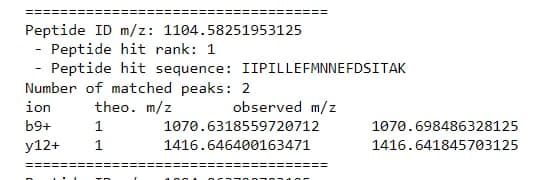 ===================================
Peptide ID m/z: 1104.58251953125
- Peptide hit rank: 1
- Peptide hit sequence: IIPILLEFMNNEFDSITAK
Number of matched peaks: 2
ion theo. m/z observed m/z
b9+ 1 1070.6318559720712 1070.698486328125
y12+ 1 1416.646400163471 1416.641845703125
===================================